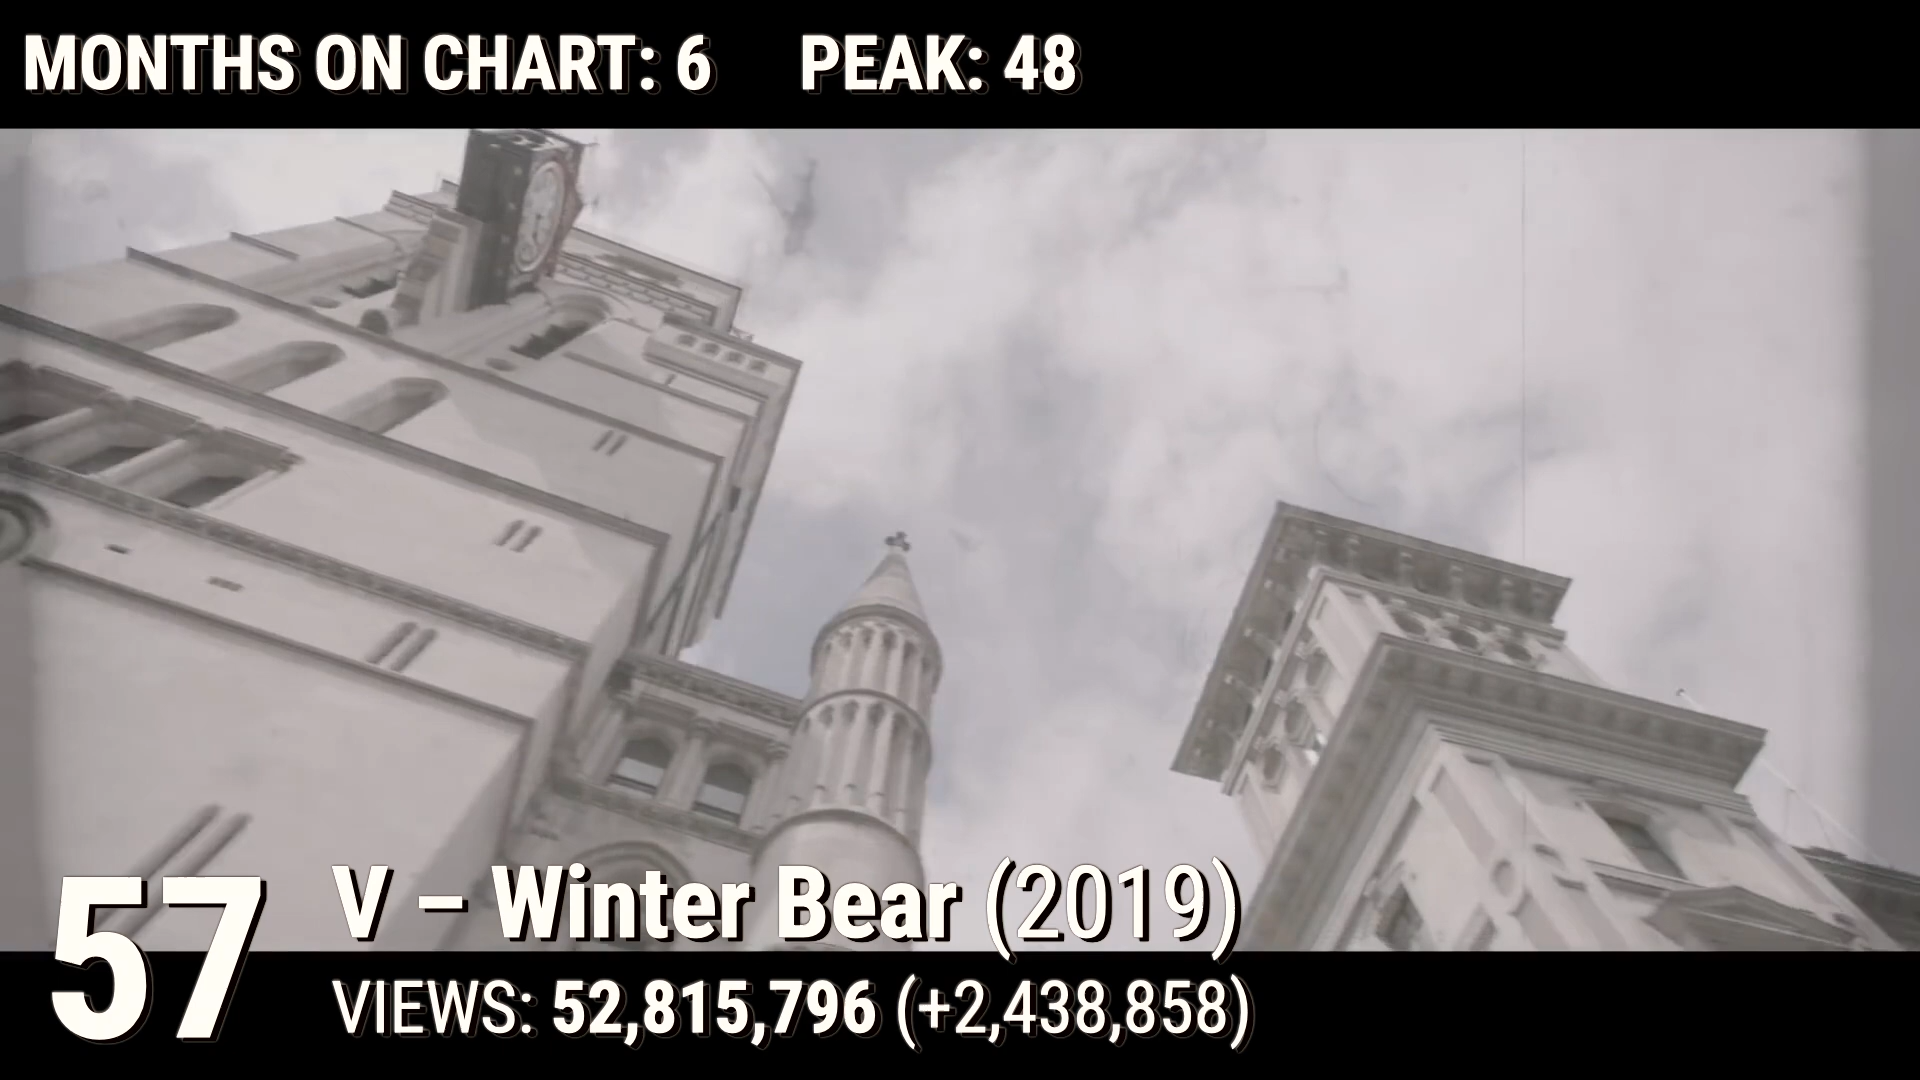 MONTHS ON CHART: 6 PEAK: 48
57
V – Winter Bear (2019)
VIEWS: 52,815,796 (+2,438,858)